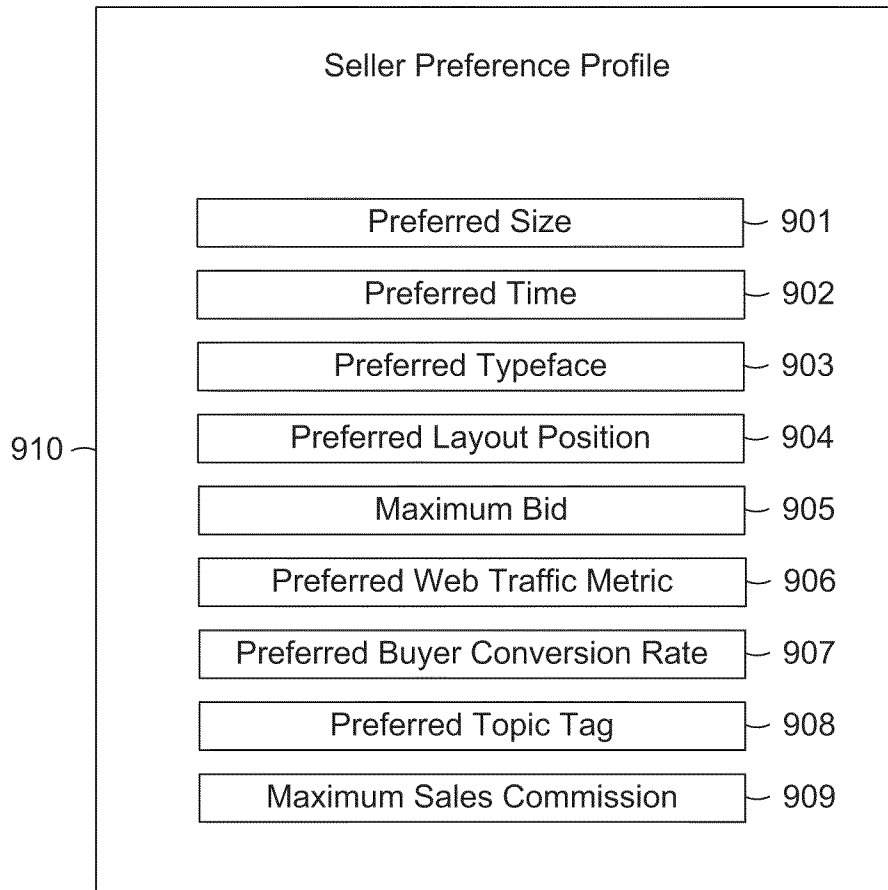 Seller Preference Profile
Preferred Size 901
Preferred Time 902
Preferred Typeface 903
Preferred Layout Position 904
910
Maximum Bid 905
Preferred Web Traffic Metric 906
Preferred Buyer Conversion Rate 907
Preferred Topic Tag 908
Maximum Sales Commission 909